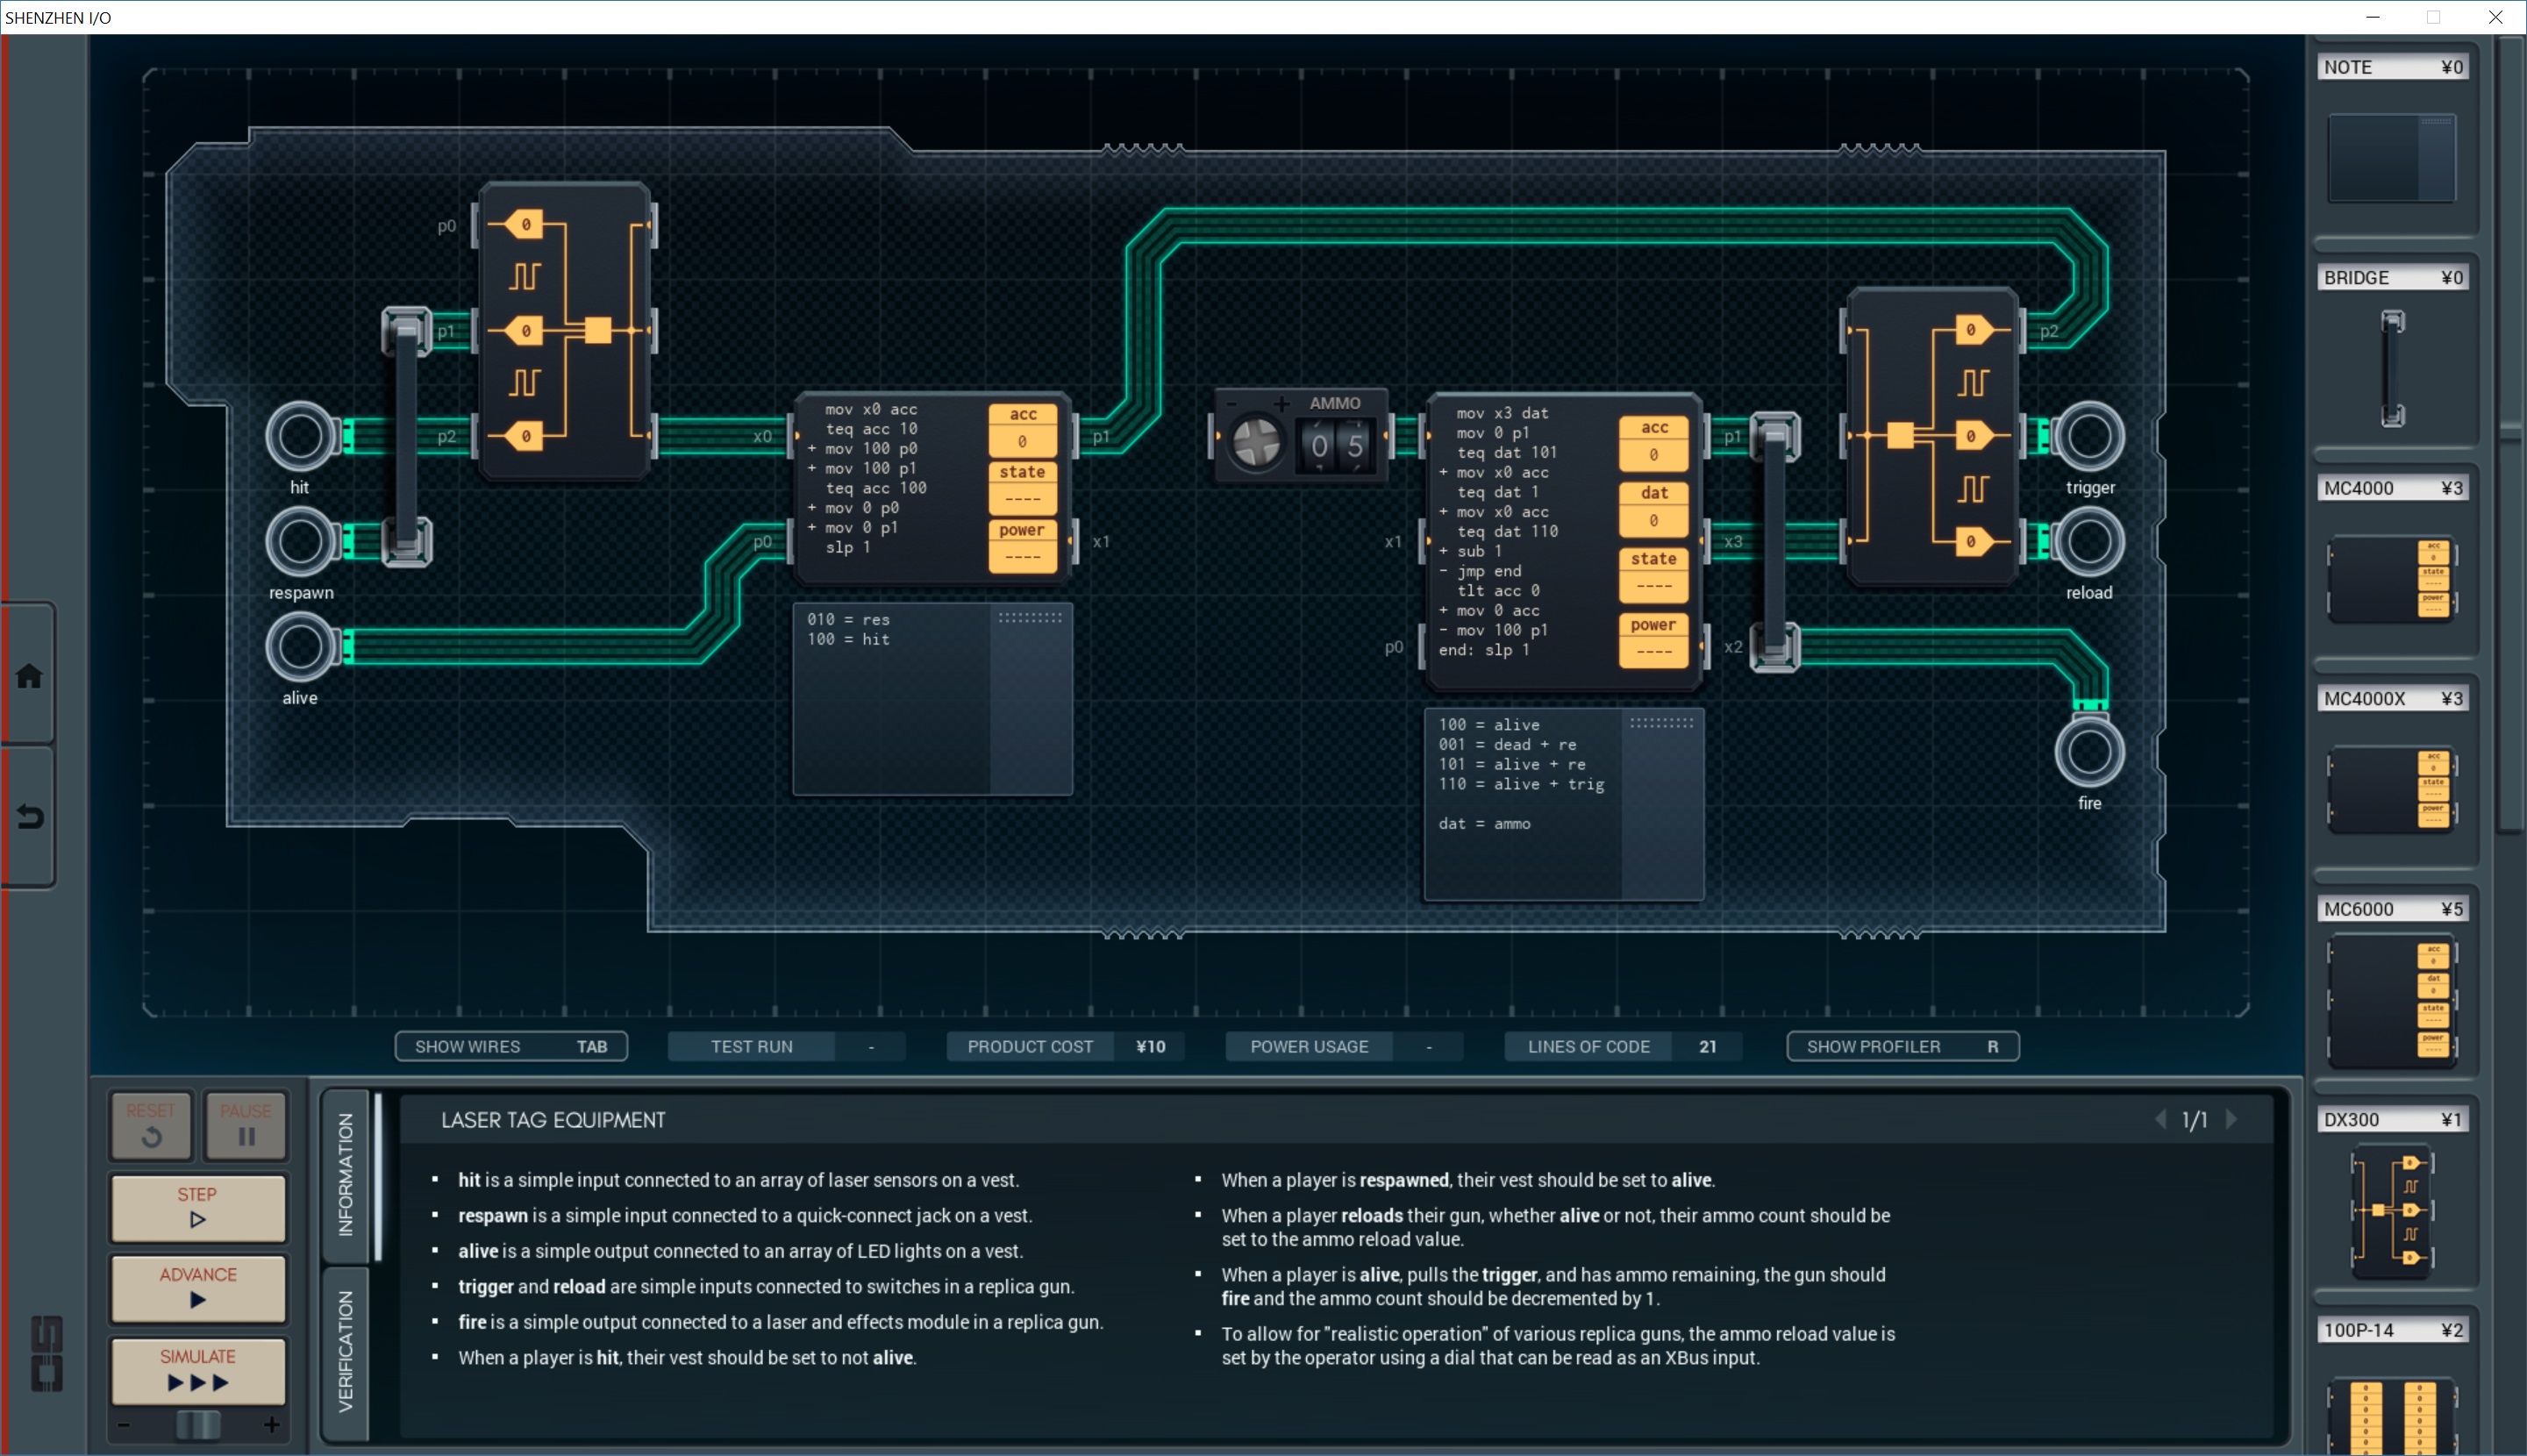 SHENZHEN I/O
NOTE ¥0
BRIDGE ¥0
MC4000 ¥3
MC4000X ¥3
MC6000 ¥5
DX300 ¥1
100P-14 ¥2
p0
p1
p2
0
0
0
hit
respawn
alive
x0
p0
p1
x1
mov x0 acc
teq acc 10
+ mov 100 p0
+ mov 100 p1
teq acc 100
+ mov 0 p0
+ mov 0 p1
slp 1
acc
0
state
----
power
----
010 = res
100 = hit
- + AMMO
0 5
x1
p0
mov x3 dat
mov 0 p1
teq dat 101
+ mov x0 acc
teq dat 1
+ mov x0 acc
teq dat 110
+ sub 1
- jmp end
tlt acc 0
+ mov 0 acc
- mov 100 p1
end: slp 1
acc
0
dat
0
state
----
power
----
p1
x3
x2
100 = alive
001 = dead + re
101 = alive + re
110 = alive + trig
dat = ammo
0
0
0
p2
trigger
reload
fire
SHOW WIRES TAB
TEST RUN -
PRODUCT COST ¥10
POWER USAGE -
LINES OF CODE 21
SHOW PROFILER R
RESET
PAUSE
STEP
ADVANCE
SIMULATE
- +
INFORMATION
VERIFICATION
LASER TAG EQUIPMENT
1/1
▪ hit is a simple input connected to an array of laser sensors on a vest.
▪ respawn is a simple input connected to a quick-connect jack on a vest.
▪ alive is a simple output connected to an array of LED lights on a vest.
▪ trigger and reload are simple inputs connected to switches in a replica gun.
▪ fire is a simple output connected to a laser and effects module in a replica gun.
▪ When a player is hit, their vest should be set to not alive.
▪ When a player is respawned, their vest should be set to alive.
▪ When a player reloads their gun, whether alive or not, their ammo count should be
set to the ammo reload value.
▪ When a player is alive, pulls the trigger, and has ammo remaining, the gun should
fire and the ammo count should be decremented by 1.
▪ To allow for "realistic operation" of various replica guns, the ammo reload value is
set by the operator using a dial that can be read as an XBus input.